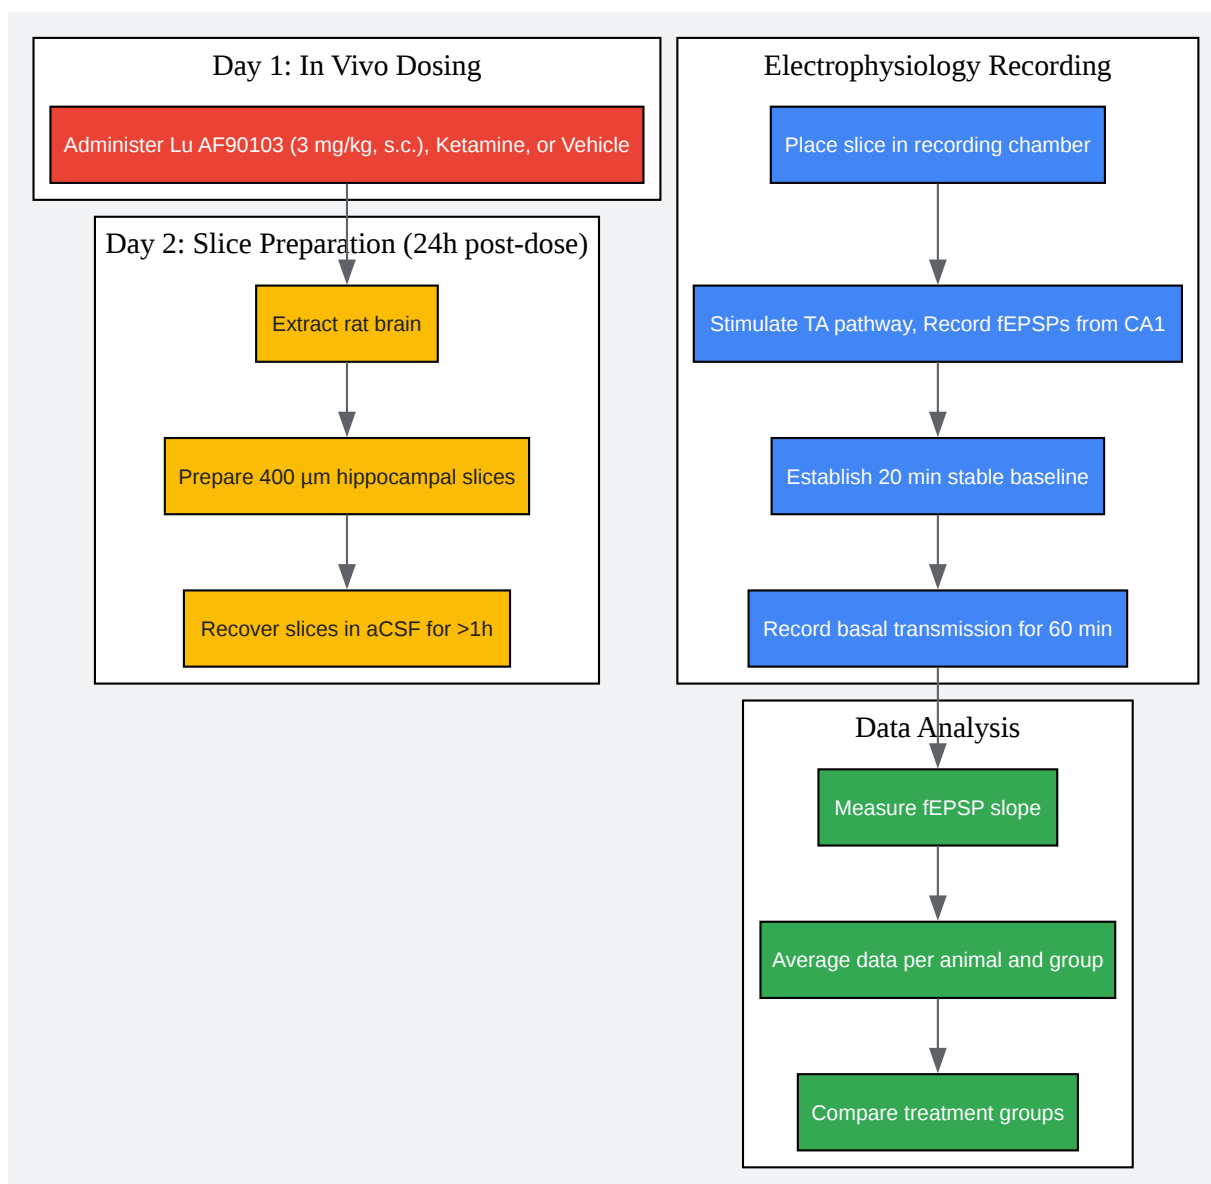 Day 1: In Vivo Dosing
Administer Lu AF90103 (3 mg/kg, s.c.), Ketamine, or Vehicle
Day 2: Slice Preparation (24h post-dose)
Extract rat brain
Prepare 400 µm hippocampal slices
Recover slices in aCSF for >1h
Electrophysiology Recording
Place slice in recording chamber
Stimulate TA pathway, Record fEPSPs from CA1
Establish 20 min stable baseline
Record basal transmission for 60 min
Data Analysis
Measure fEPSP slope
Average data per animal and group
Compare treatment groups